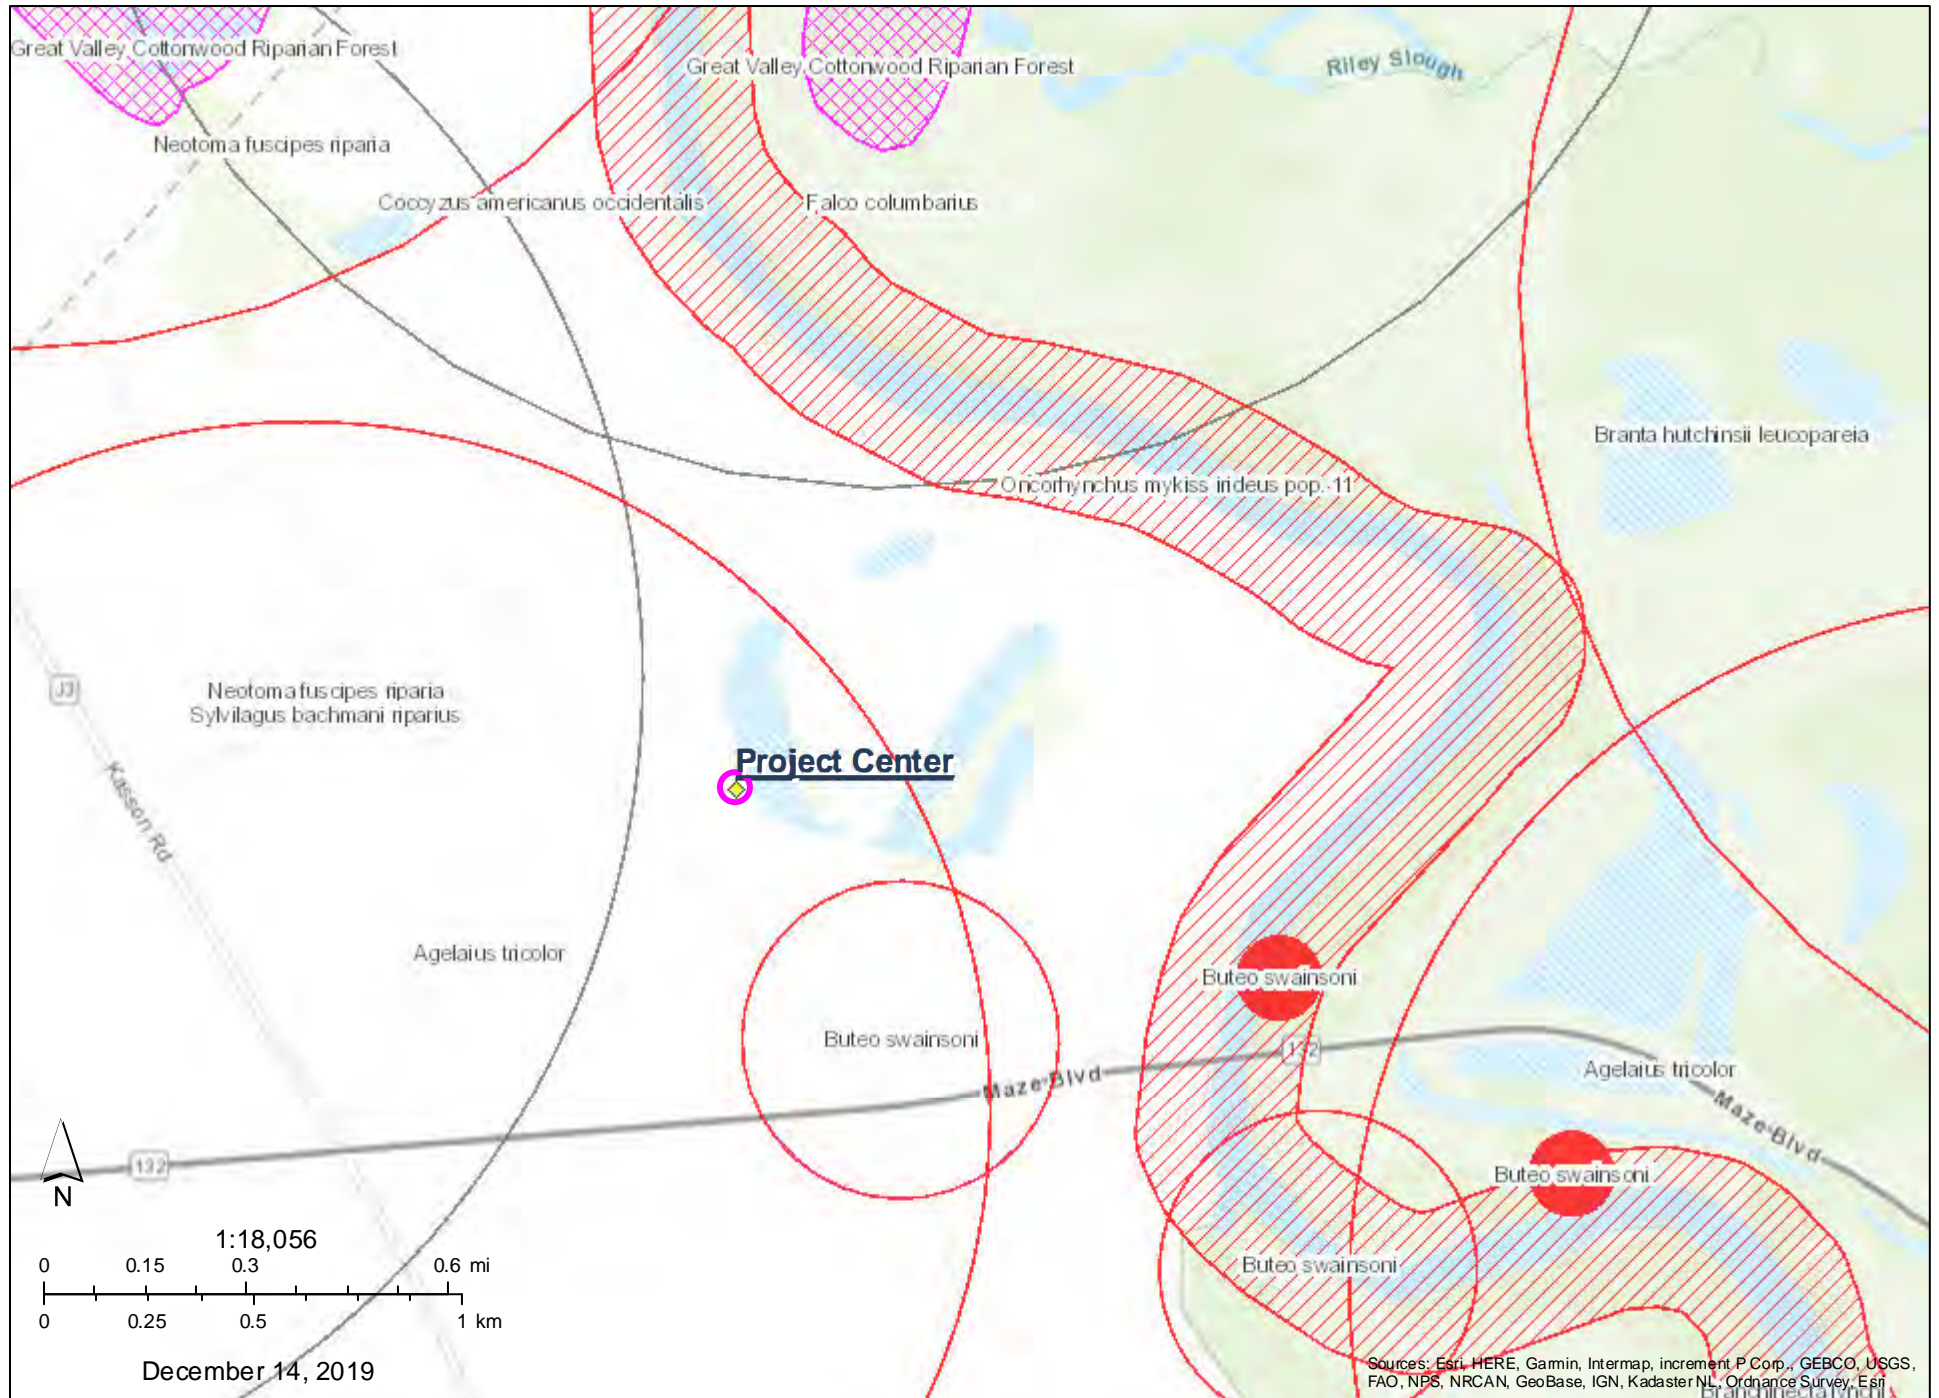 Great Valley Cottonwood Riparian Forest
Great Valley Cottonwood Riparian Forest
Riley Slough
Neotoma fuscipes riparia
Coccyzus americanus occidentalis
Falco columbarius
Branta hutchinsii leucopareia
Oncorhynchus mykiss irideus pop. 11
J3
Neotoma fuscipes riparia
Sylvilagus bachmani riparius
Kasson Rd
Project Center
Agelaius tricolor
Buteo swainsoni
Buteo swainsoni
132
Maze Blvd
Agelaius tricolor
Maze Blvd
132
Buteo swainsoni
Buteo swainsoni
N
1:18,056
0 0.15 0.3 0.6 mi
0 0.25 0.5 1 km
December 14, 2019
Sources: Esri, HERE, Garmin, Intermap, increment P Corp., GEBCO, USGS,
FAO, NPS, NRCAN, GeoBase, IGN, Kadaster NL, Ordnance Survey, Esri
Branchinecta